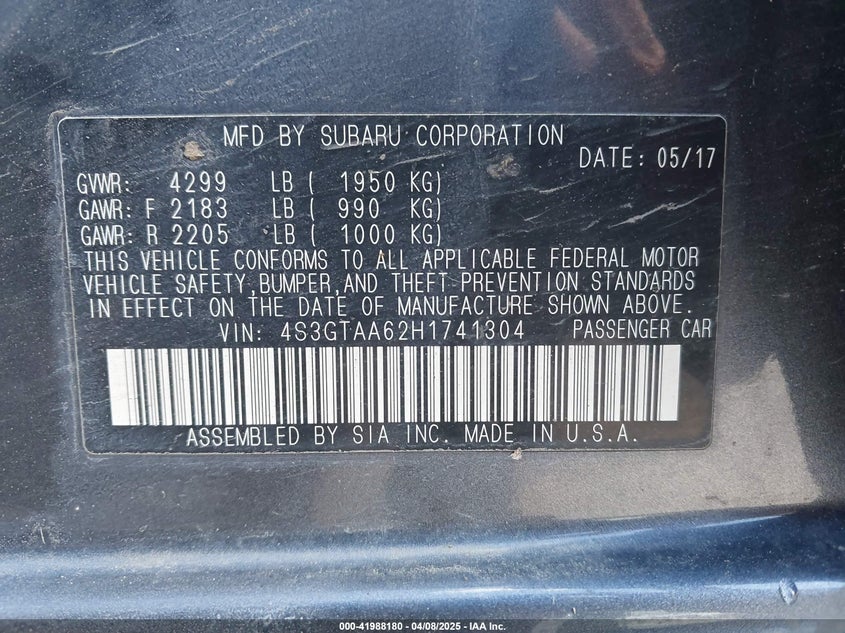 MFD BY SUBARU CORPORATION
DATE: 05/17
GVWR: 4299 LB ( 1950 KG)
GAWR: F 2183 LB ( 990 KG)
GAWR: R 2205 LB ( 1000 KG)
THIS VEHICLE CONFORMS TO ALL APPLICABLE FEDERAL MOTOR
VEHICLE SAFETY, BUMPER, AND THEFT PREVENTION STANDARDS
IN EFFECT ON THE DATE OF MANUFACTURE SHOWN ABOVE.
VIN: 4S3GTAA62H1741304 PASSENGER CAR
ASSEMBLED BY SIA INC. MADE IN U.S.A.
000-41988180 - 04/08/2025 - IAA Inc.